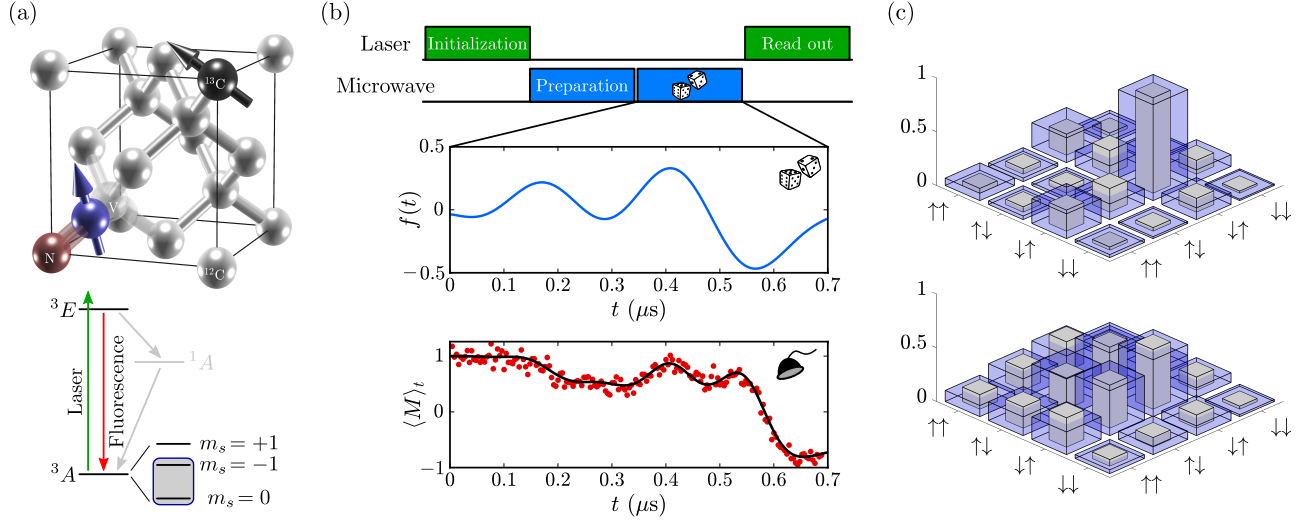 (a)
¹³C
V
N
¹²C
³E
¹A
Laser
Fluorescence
³A
mₛ = +1
mₛ = −1
mₛ = 0
(b)
Laser
Initialization
Read out
Microwave
Preparation
0.5
0
−0.5
f(t)
0 0.1 0.2 0.3 0.4 0.5 0.6 0.7
t (μs)
1
0
−1
⟨M⟩ₜ
0 0.1 0.2 0.3 0.4 0.5 0.6 0.7
t (μs)
(c)
1
0.5
0
↑↑ ↑↓ ↓↑ ↓↓
↑↑ ↑↓ ↓↑ ↓↓
1
0.5
0
↑↑ ↑↓ ↓↑ ↓↓
↑↑ ↑↓ ↓↑ ↓↓